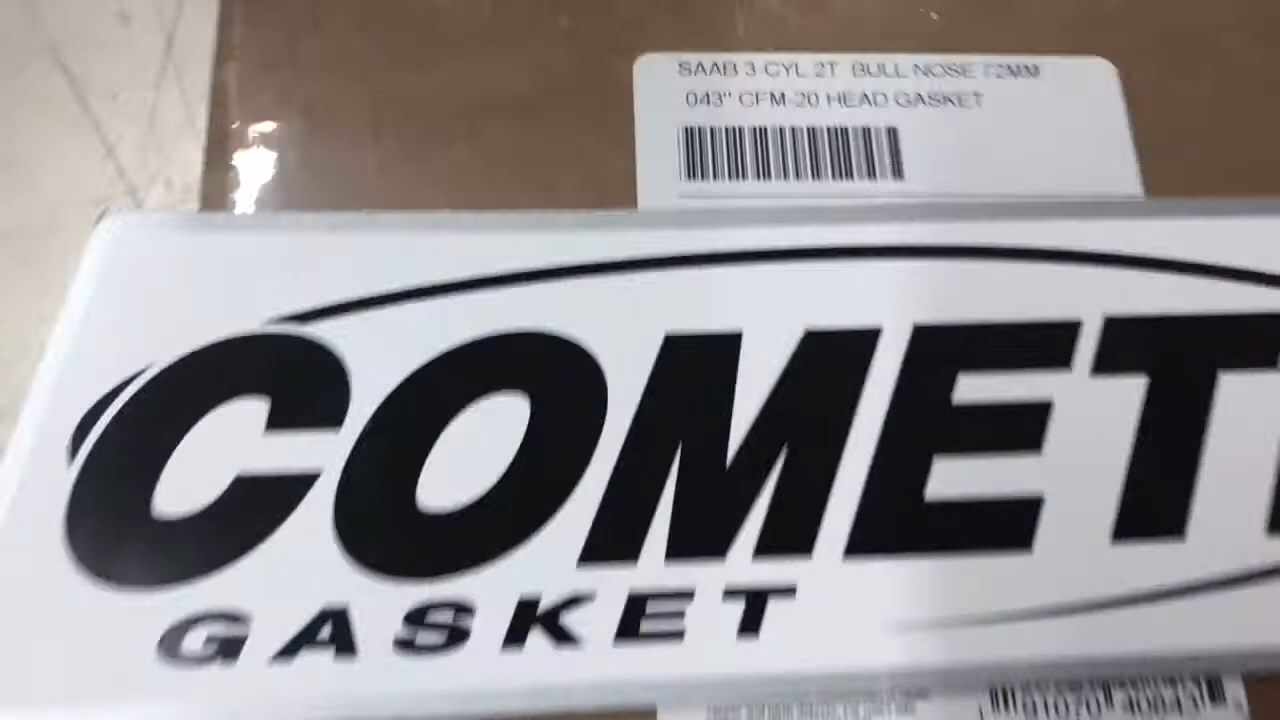 SAAB 3 CYL 2T BULL NOSE 72MM
.043" CFM-20 HEAD GASKET
COMET
GASKET